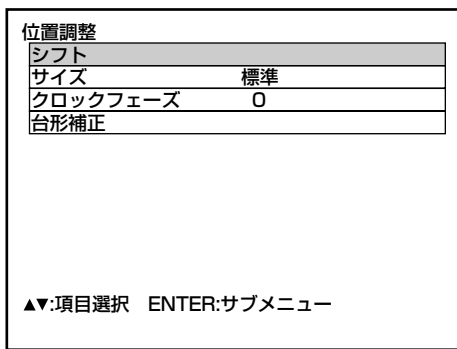 位置調整
シフト
サイズ 標準
クロックフェーズ 0
台形補正
▲▼:項目選択 ENTER:サブメニュー